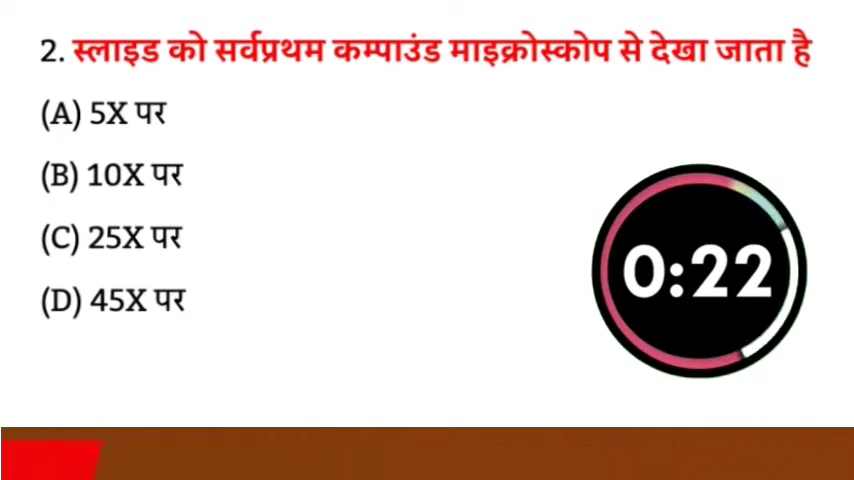 2. स्लाइड को सर्वप्रथम कम्पाउंड माइक्रोस्कोप से देखा जाता है
(A) 5X पर
(B) 10X पर
(C) 25X पर
(D) 45X पर
0:22